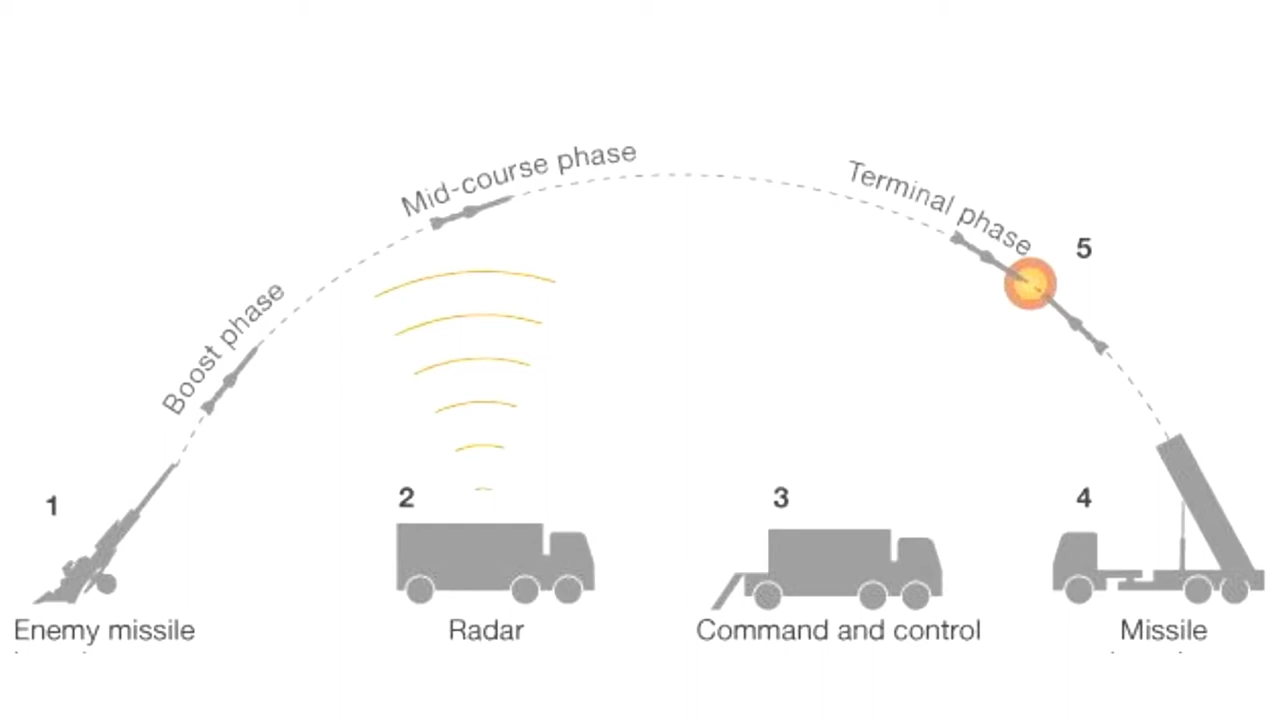 Mid-course phase
Terminal phase
5
Boost phase
1
2
3
4
Enemy missile
Radar
Command and control
Missile